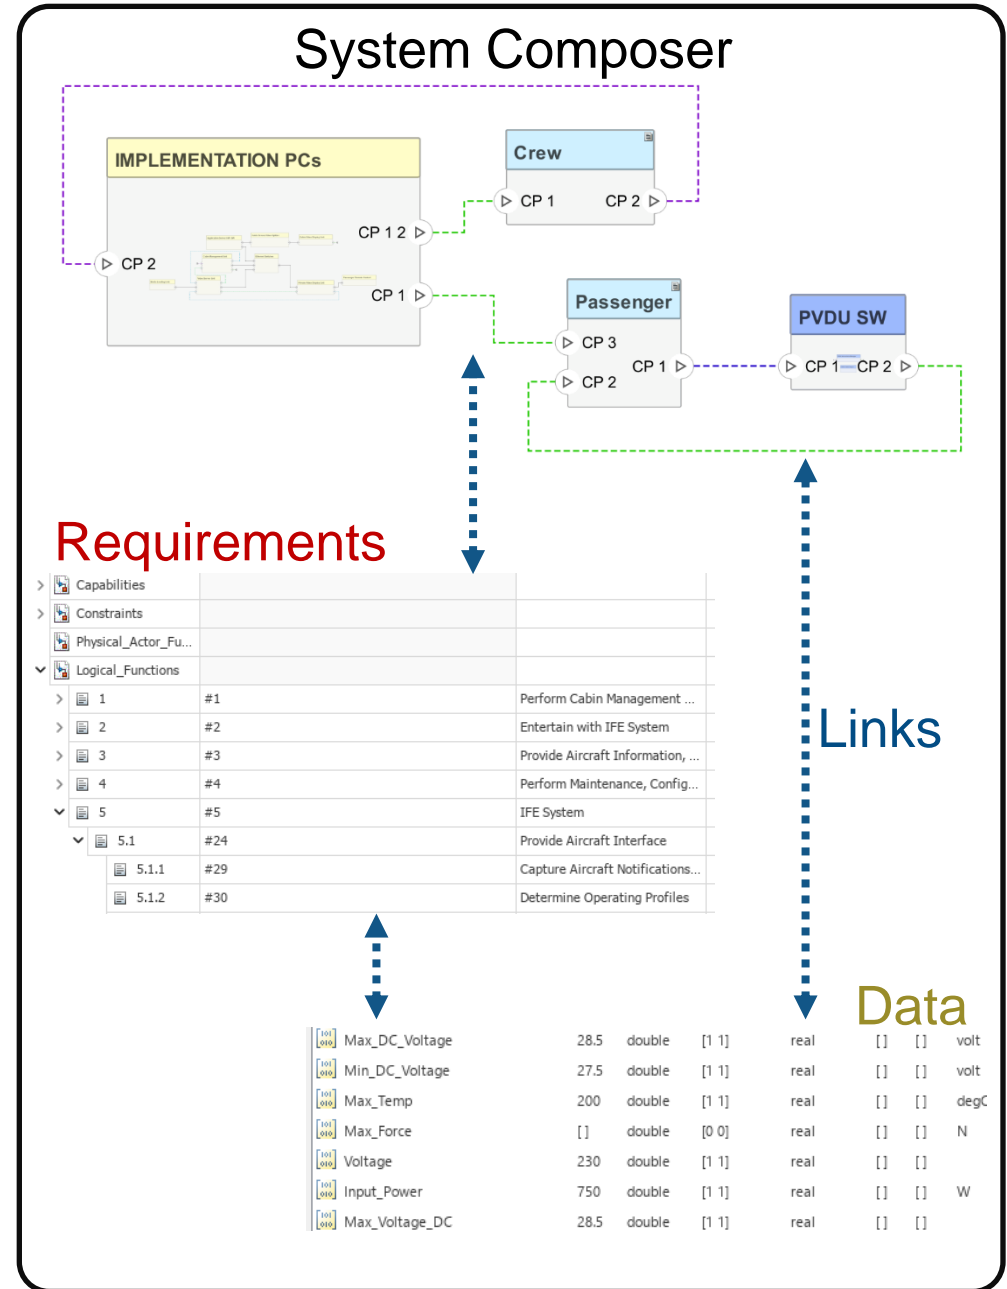 System Composer
IMPLEMENTATION PCs
Crew
CP 1 CP 2
CP 1 2
CP 2
CP 1
Passenger
PVDU SW
CP 3
CP 1
CP 2
CP 1 CP 2
Requirements
Capabilities
Constraints
Physical_Actor_Fu...
Logical_Functions
1 #1 Perform Cabin Management ...
2 #2 Entertain with IFE System
3 #3 Provide Aircraft Information, ...
4 #4 Perform Maintenance, Config...
5 #5 IFE System
5.1 #24 Provide Aircraft Interface
5.1.1 #29 Capture Aircraft Notifications...
5.1.2 #30 Determine Operating Profiles
Links
Data
Max_DC_Voltage 28.5 double [1 1] real [ ] [ ] volt
Min_DC_Voltage 27.5 double [1 1] real [ ] [ ] volt
Max_Temp 200 double [1 1] real [ ] [ ] degC
Max_Force [ ] double [0 0] real [ ] [ ] N
Voltage 230 double [1 1] real [ ] [ ]
Input_Power 750 double [1 1] real [ ] [ ] W
Max_Voltage_DC 28.5 double [1 1] real [ ] [ ]